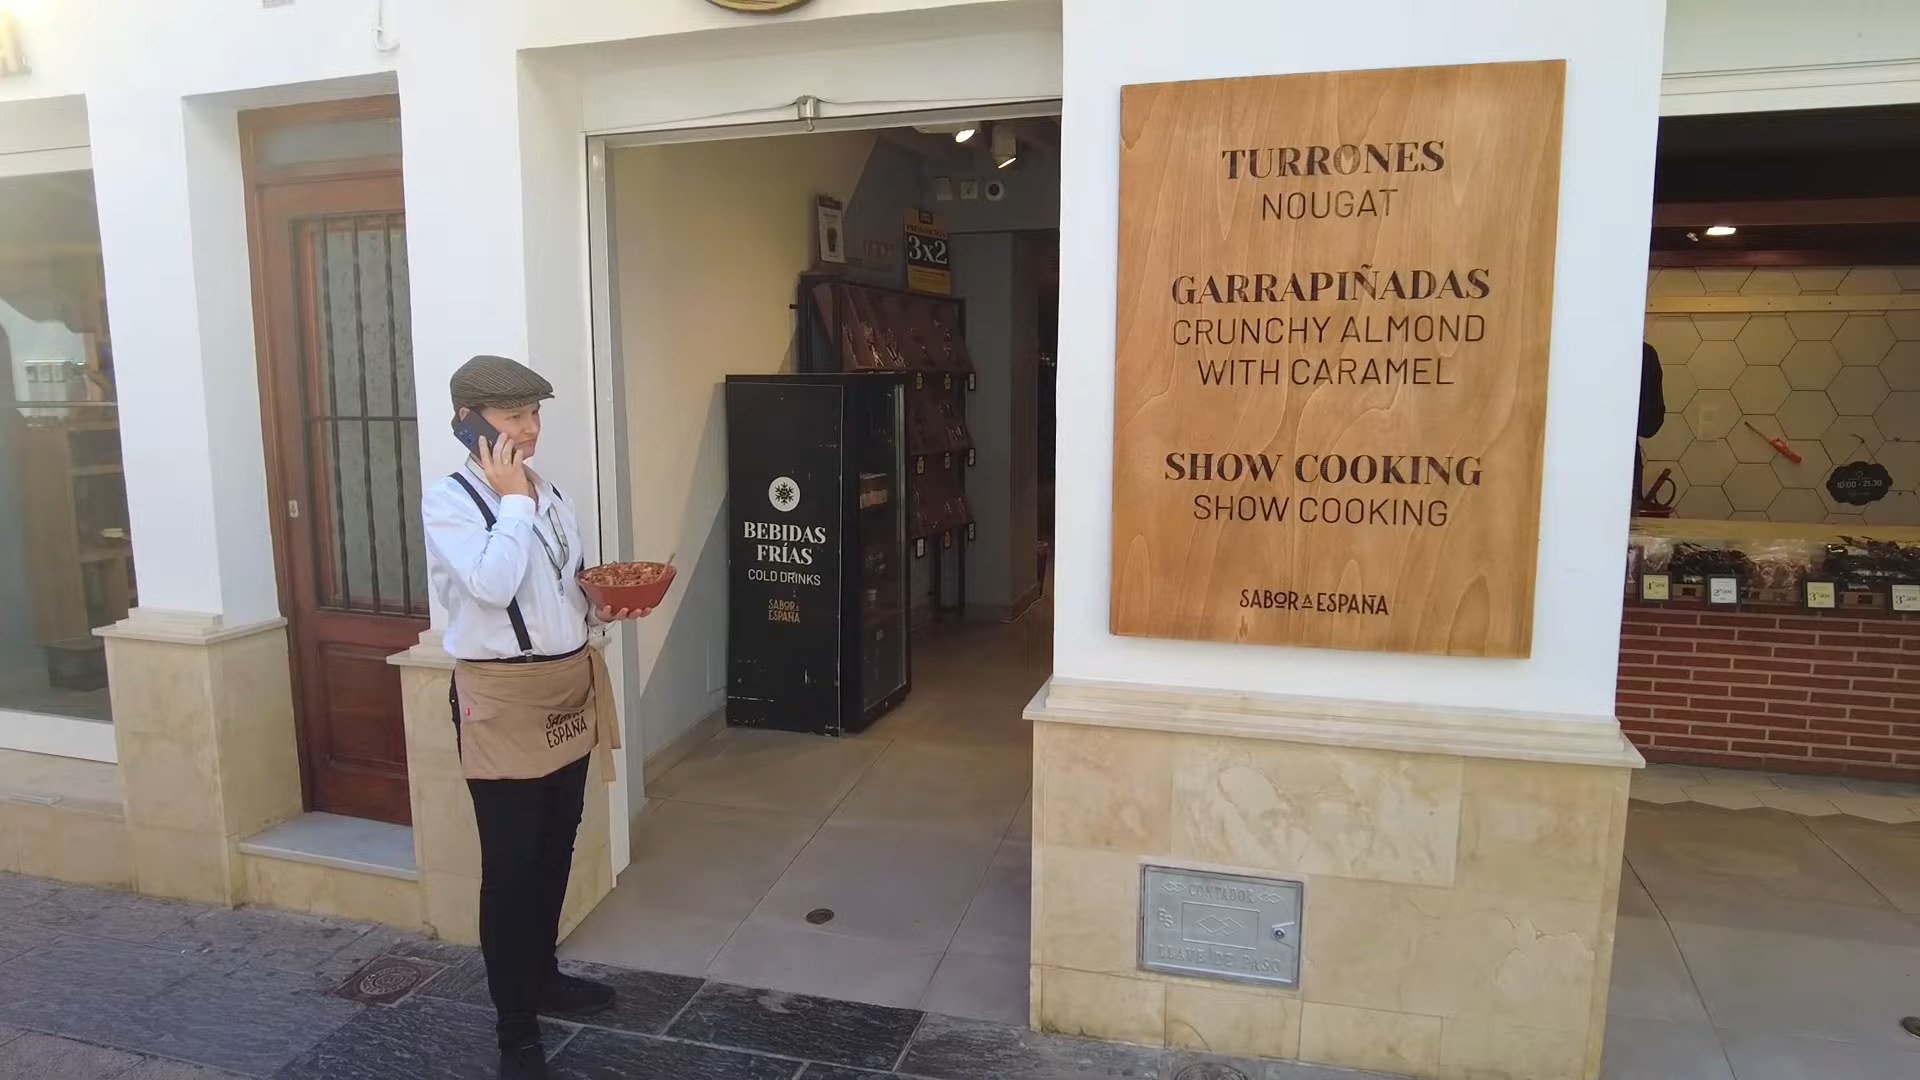 TURRONES
NOUGAT
GARRAPIÑADAS
CRUNCHY ALMOND
WITH CARAMEL
SHOW COOKING
SHOW COOKING
SABOR A ESPAÑA
3x2
BEBIDAS
FRÍAS
COLD DRINKS
SABOR A
ESPAÑA
ESPAÑA
10:00 - 21:30
CONTADOR
LLAVE DE PASO